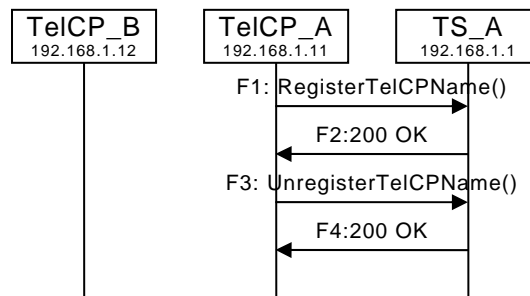 TelCP_B
192.168.1.12
TelCP_A
192.168.1.11
TS_A
192.168.1.1
F1: RegisterTelCPName()
F2:200 OK
F3: UnregisterTelCPName()
F4:200 OK